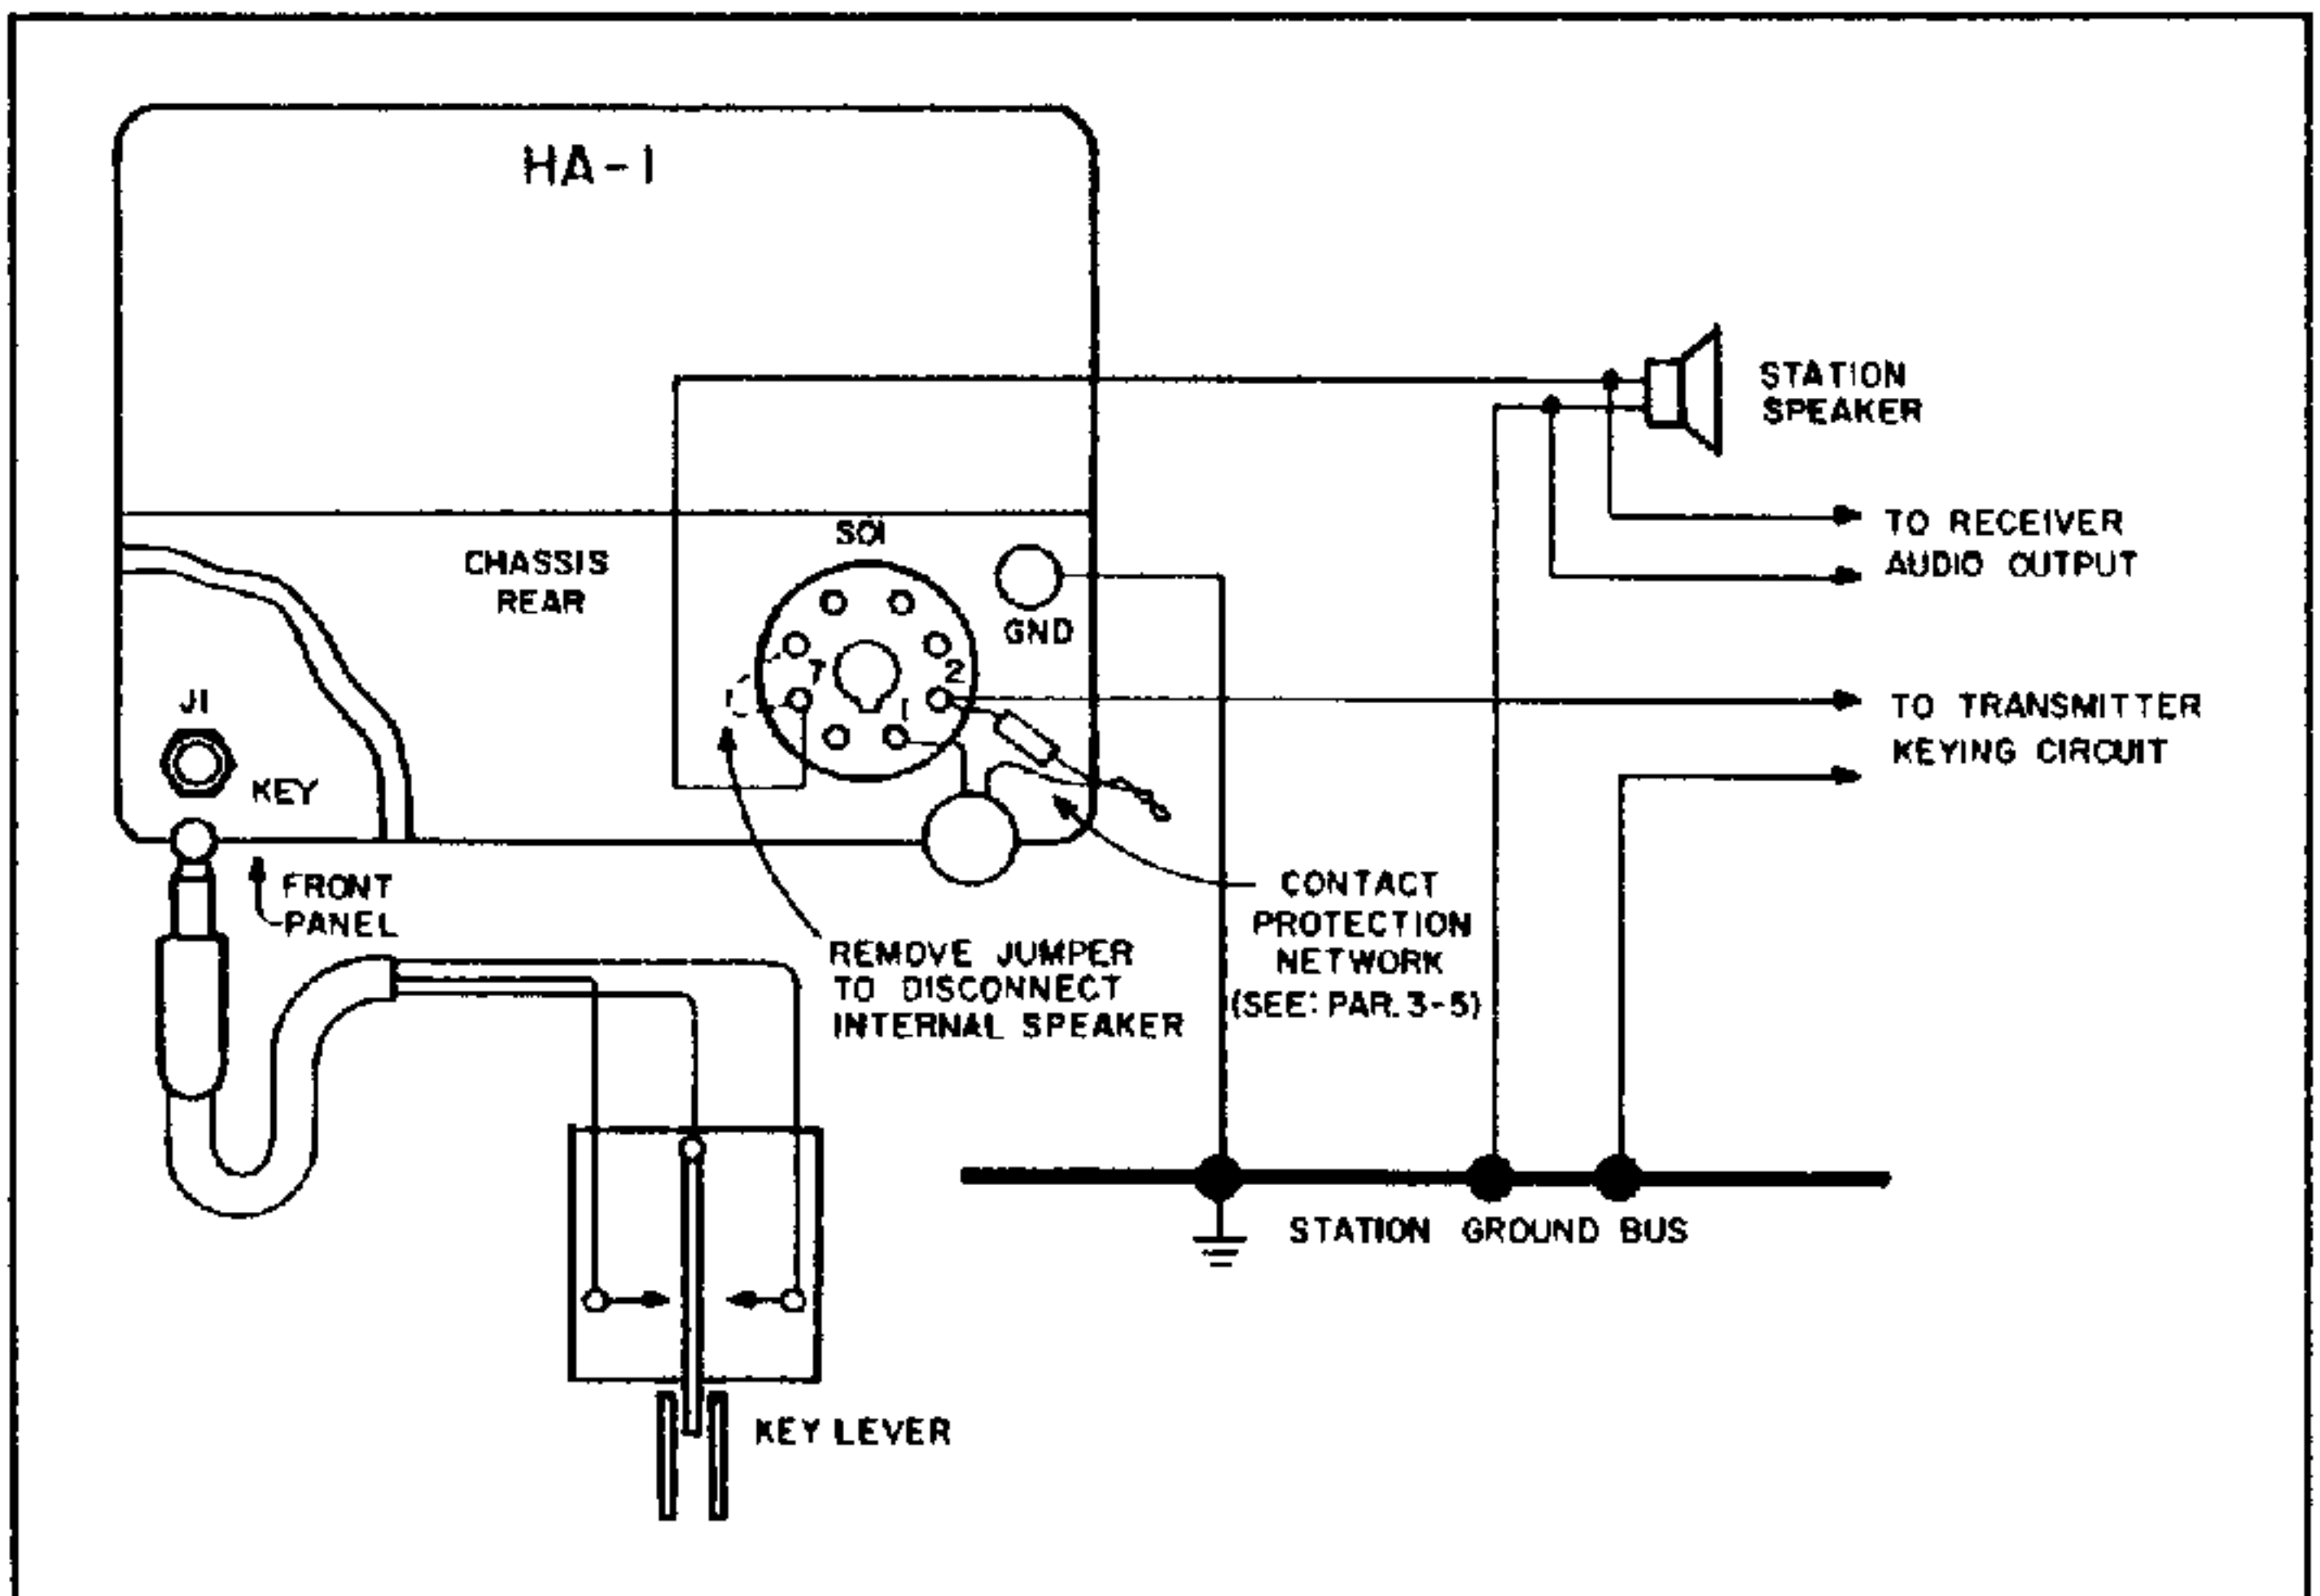 HA-1
STATION
SPEAKER
TO RECEIVER
AUDIO OUTPUT
SO1
CHASSIS
REAR
GND
7
2
1
TO TRANSMITTER
KEYING CIRCUIT
J1
KEY
FRONT
PANEL
REMOVE JUMPER
TO DISCONNECT
INTERNAL SPEAKER
CONTACT
PROTECTION
NETWORK
(SEE: PAR. 3-5)
STATION GROUND BUS
KEY LEVER